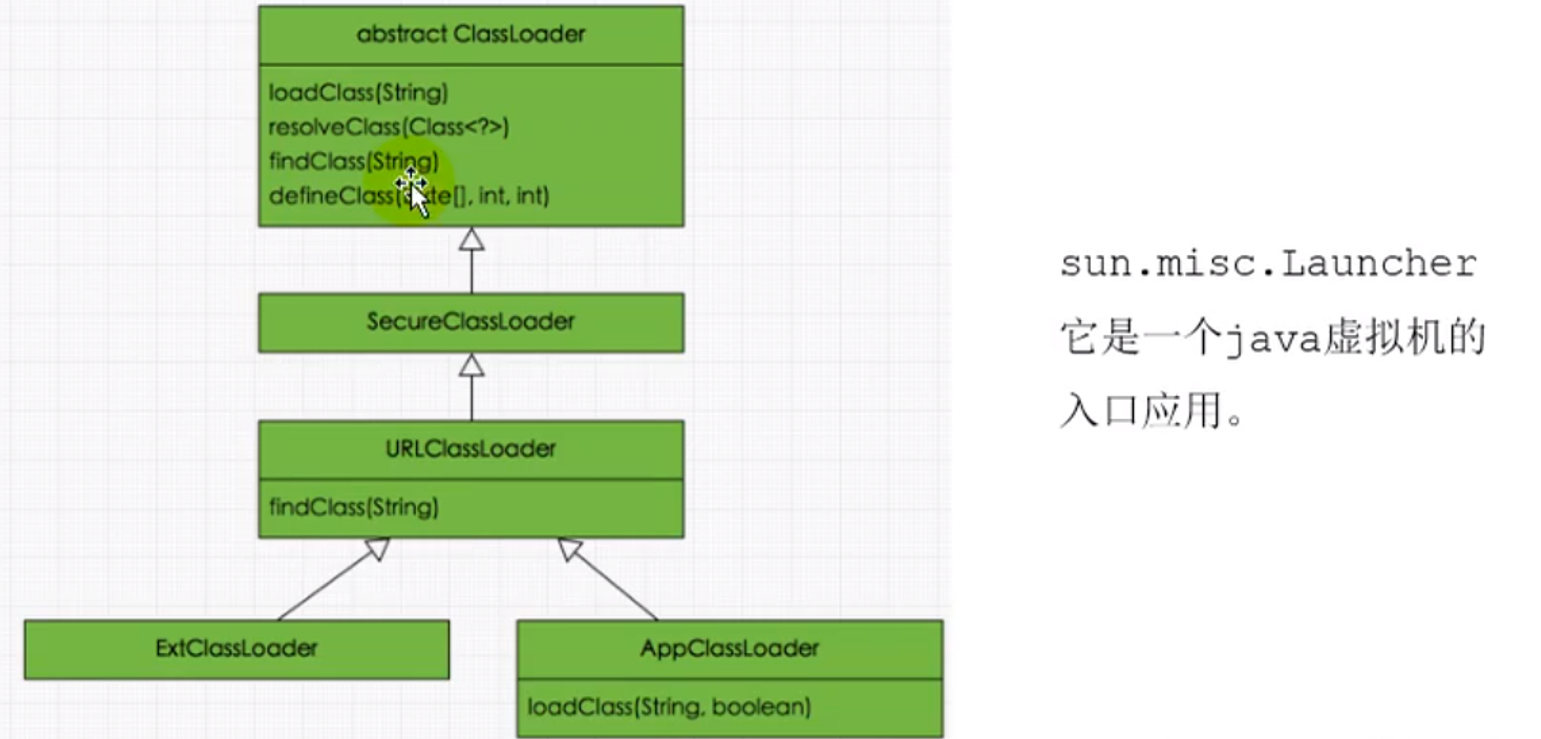 abstract ClassLoader
loadClass(String)
resolveClass(Class<?>)
findClass(String)
defineClass( te[], int, int)
SecureClassLoader
URLClassLoader
findClass(String)
ExtClassLoader
AppClassLoader
loadClass(String, boolean)
sun.misc.Launcher
它是一个java虚拟机的
入口应用。